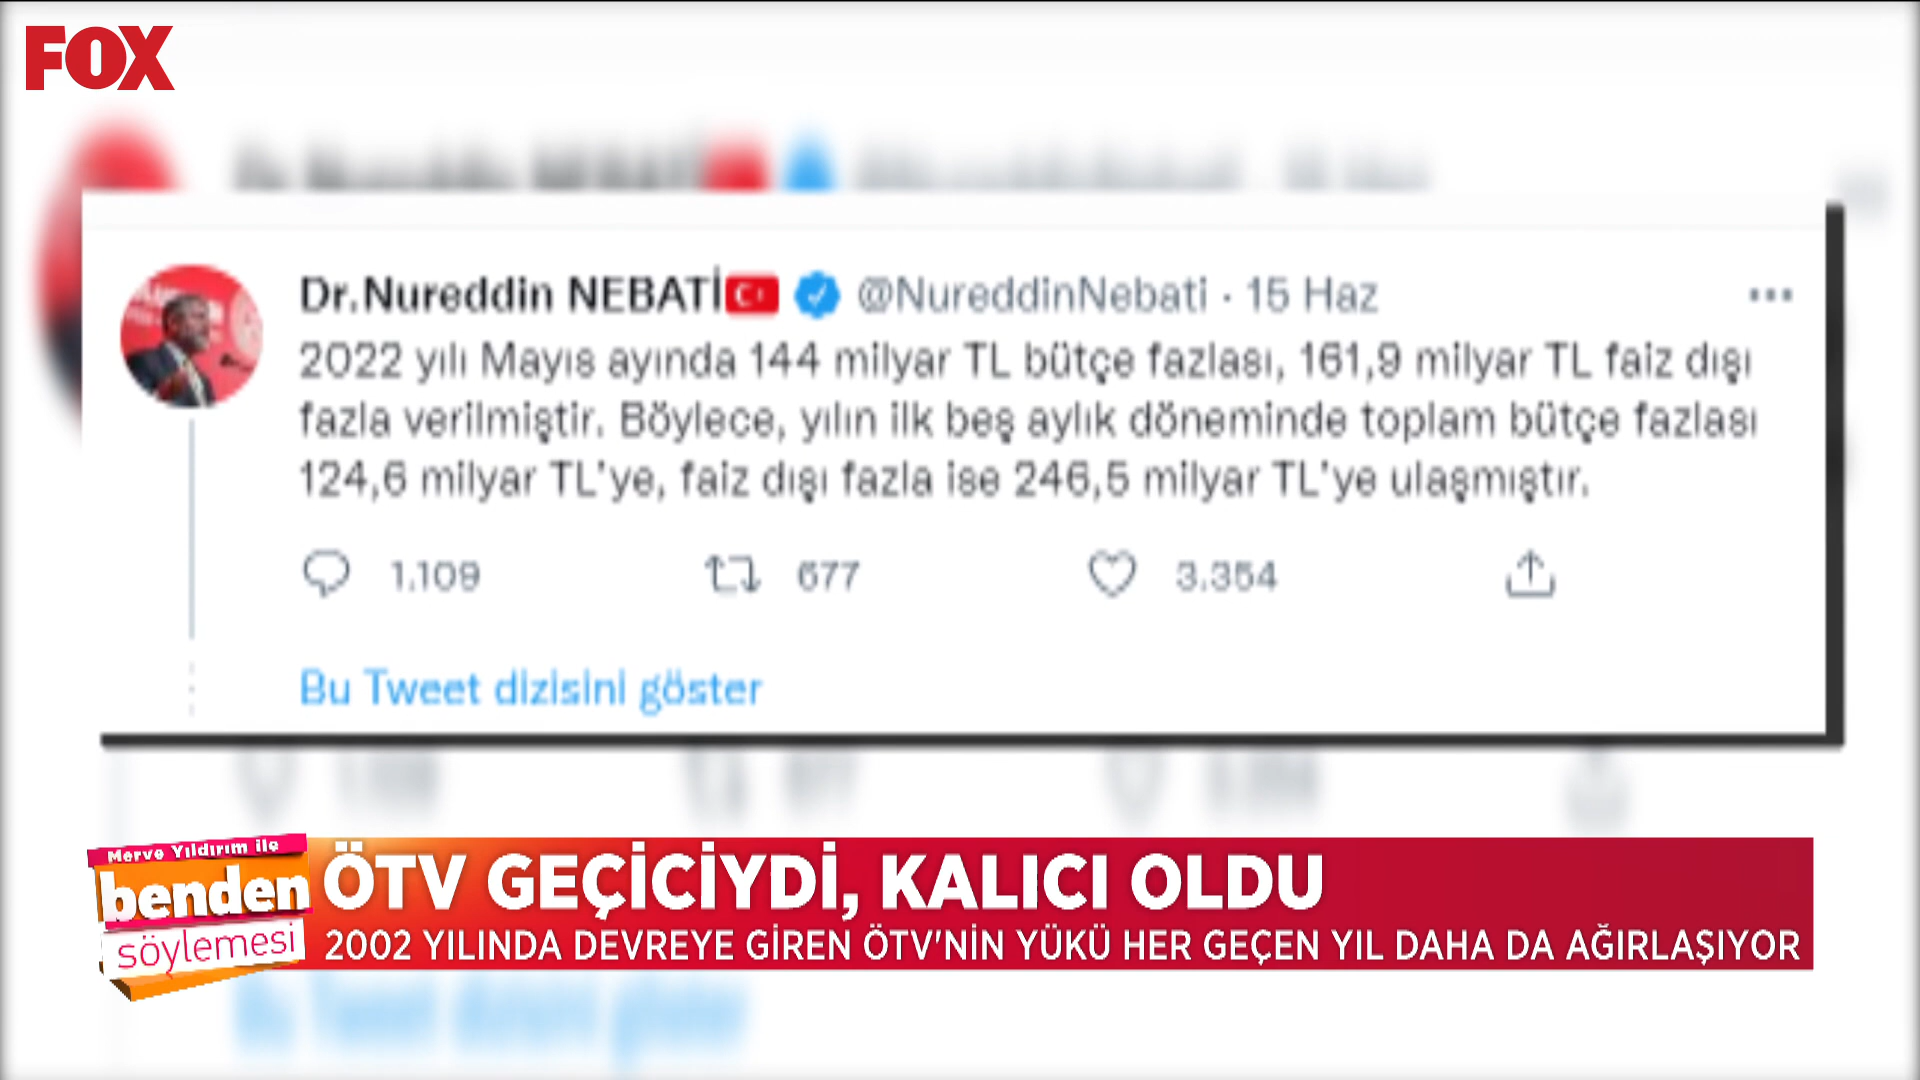 FOX
Dr.Nureddin NEBATİ @NureddinNebati · 15 Haz
2022 yılı Mayıs ayında 144 milyar TL bütçe fazlası, 161,9 milyar TL faiz dışı
fazla verilmiştir. Böylece, yılın ilk beş aylık döneminde toplam bütçe fazlası
124,6 milyar TL'ye, faiz dışı fazla ise 246,5 milyar TL'ye ulaşmıştır.
1.109 677 3.354
Bu Tweet dizisini göster
Merve Yıldırım ile
benden
söylemesi
ÖTV GEÇİCİYDİ, KALICI OLDU
2002 YILINDA DEVREYE GİREN ÖTV'NİN YÜKÜ HER GEÇEN YIL DAHA DA AĞIRLAŞIYOR